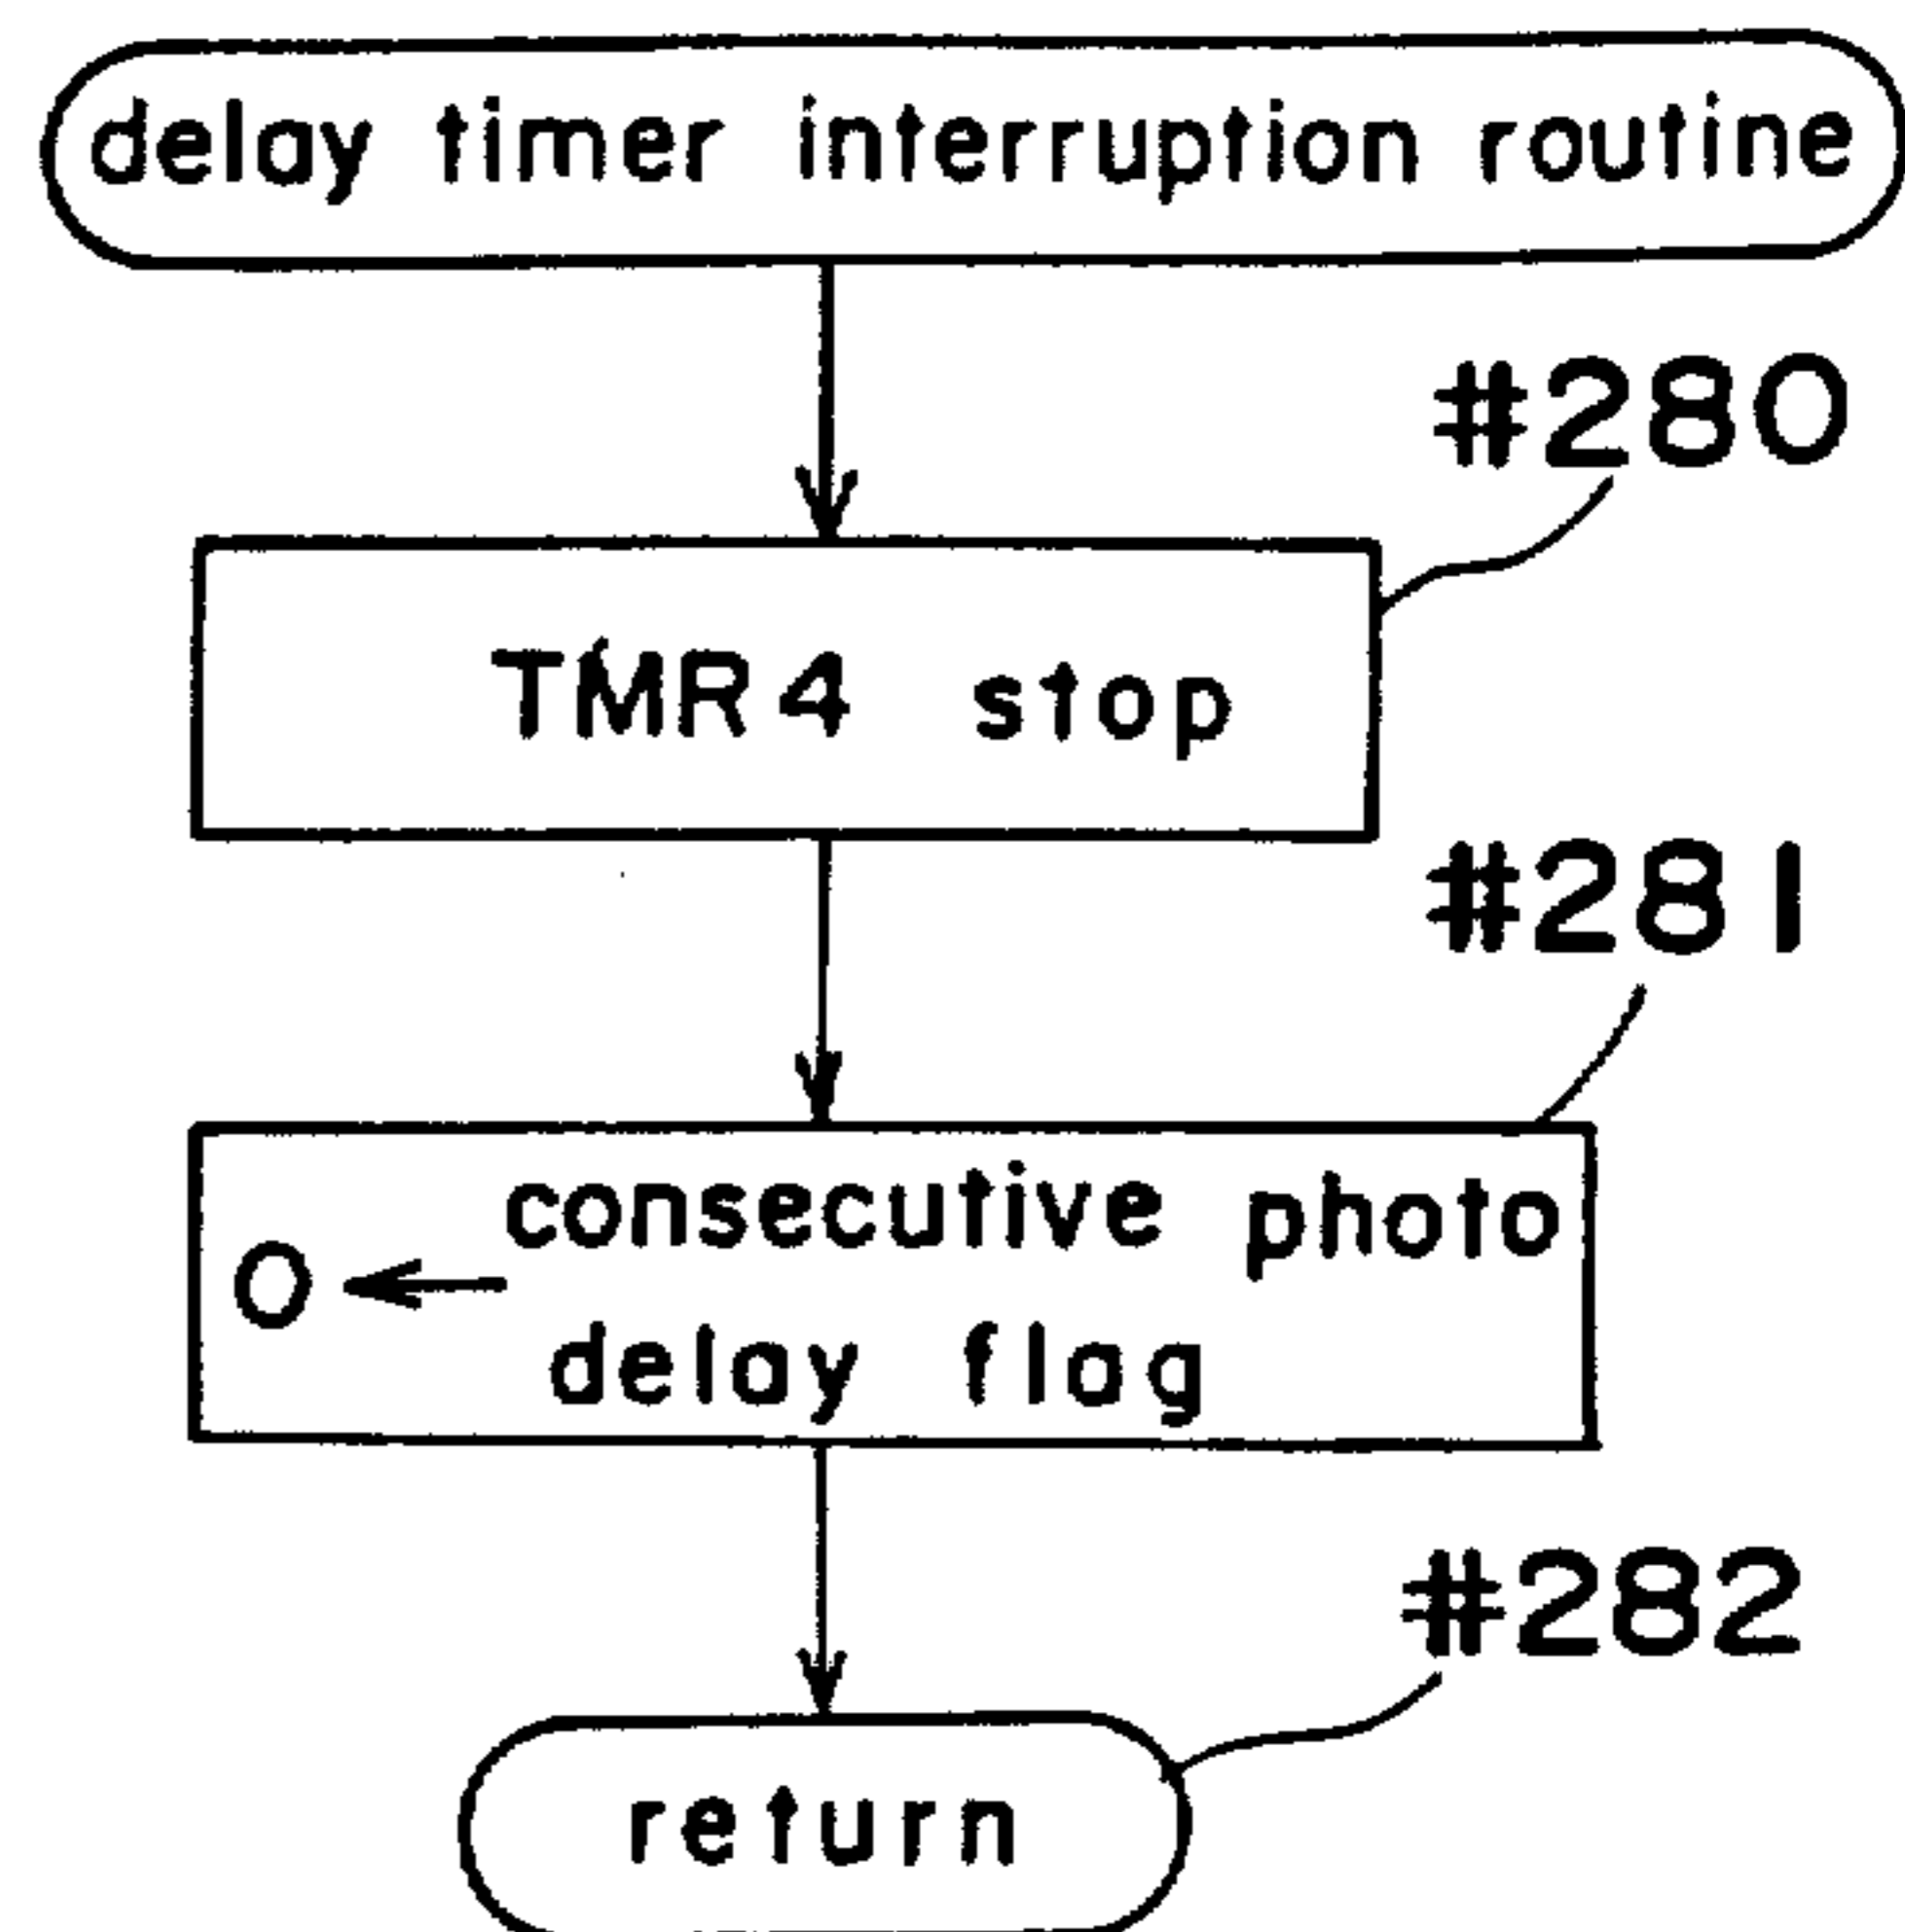 delay timer interruption routine
#280
TMR4 stop
#281
consecutive photo
0 ←
delay flag
#282
return